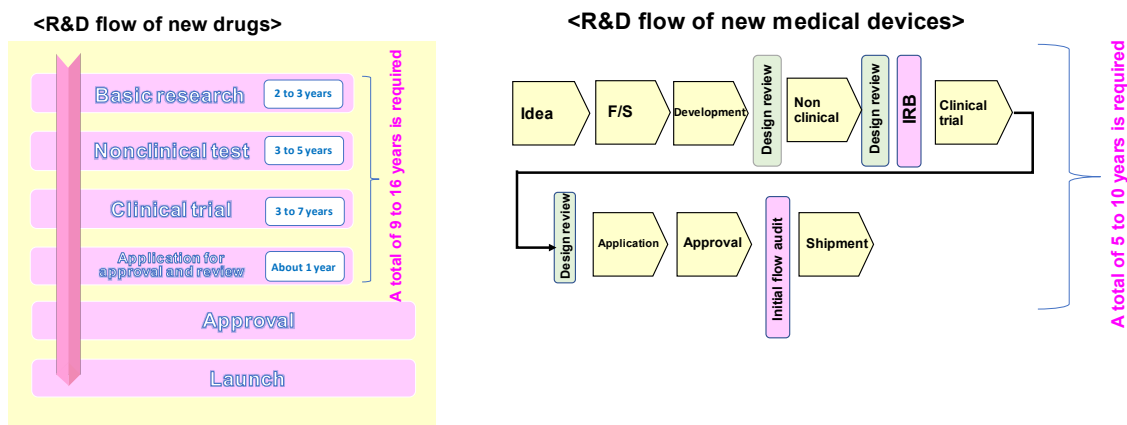 <R&D flow of new drugs>
Basic research
2 to 3 years
Nonclinical test
3 to 5 years
Clinical trial
3 to 7 years
Application for
approval and review
About 1 year
Approval
Launch
A total of 9 to 16 years is required
<R&D flow of new medical devices>
Idea
F/S
Development
Design review
Non
clinical
Design review
IRB
Clinical
trial
Design review
Application
Approval
Initial flow audit
Shipment
A total of 5 to 10 years is required